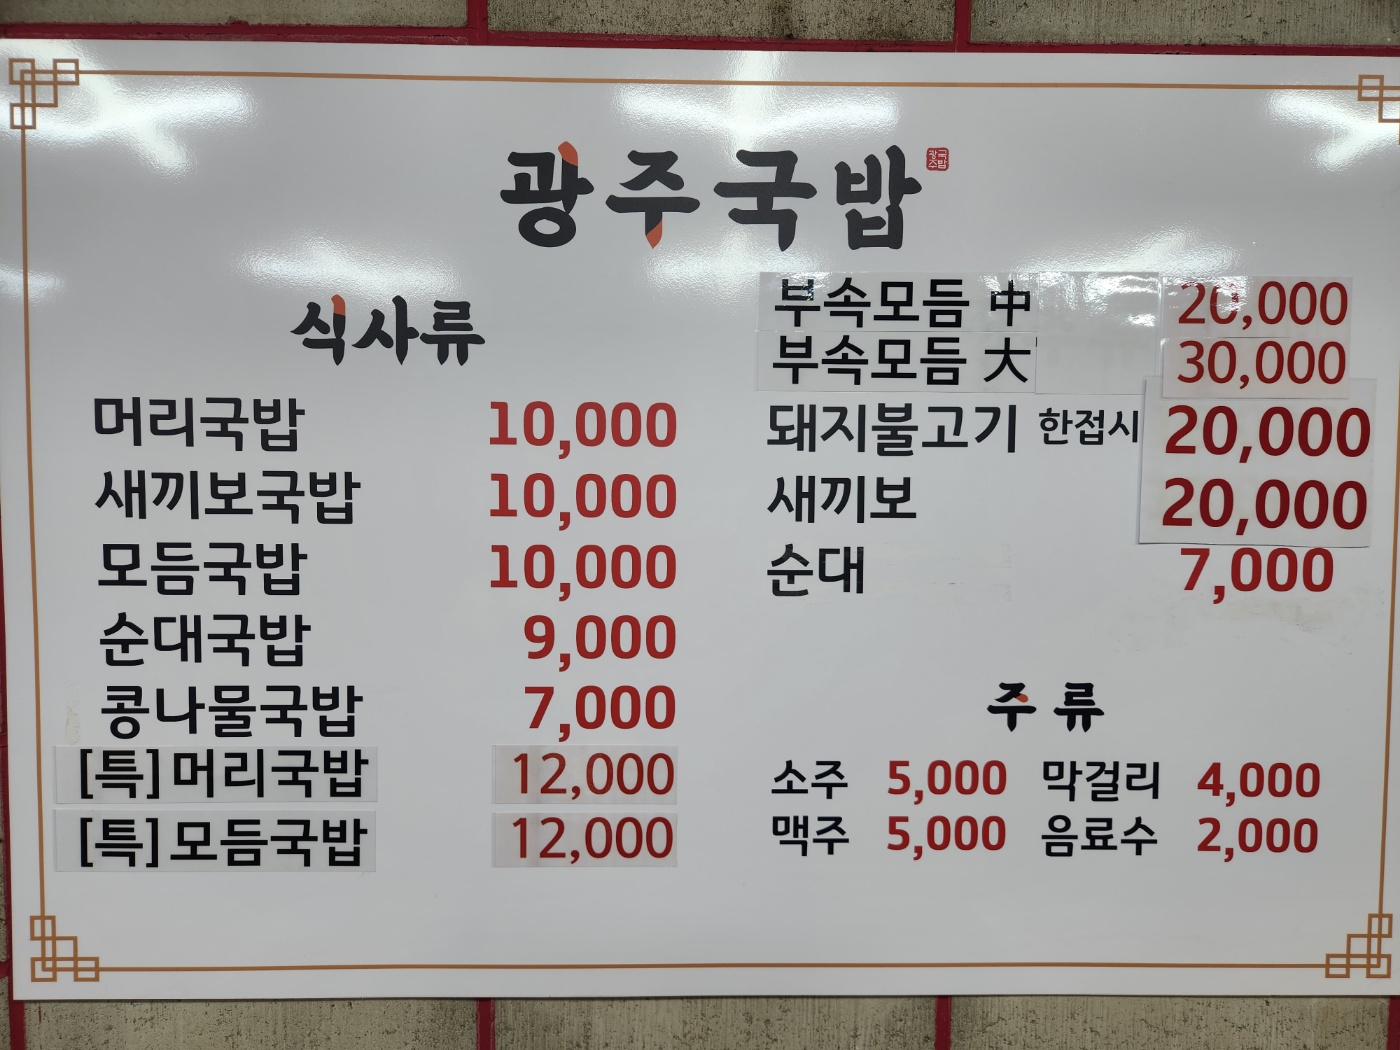 광주국밥
광국
주밥
식사류
머리국밥 10,000
새끼보국밥 10,000
모듬국밥 10,000
순대국밥 9,000
콩나물국밥 7,000
[특]머리국밥 12,000
[특]모듬국밥 12,000
부속모듬 中 20,000
부속모듬 大 30,000
돼지불고기 한접시 20,000
새끼보 20,000
순대 7,000
주류
소주 5,000 막걸리 4,000
맥주 5,000 음료수 2,000